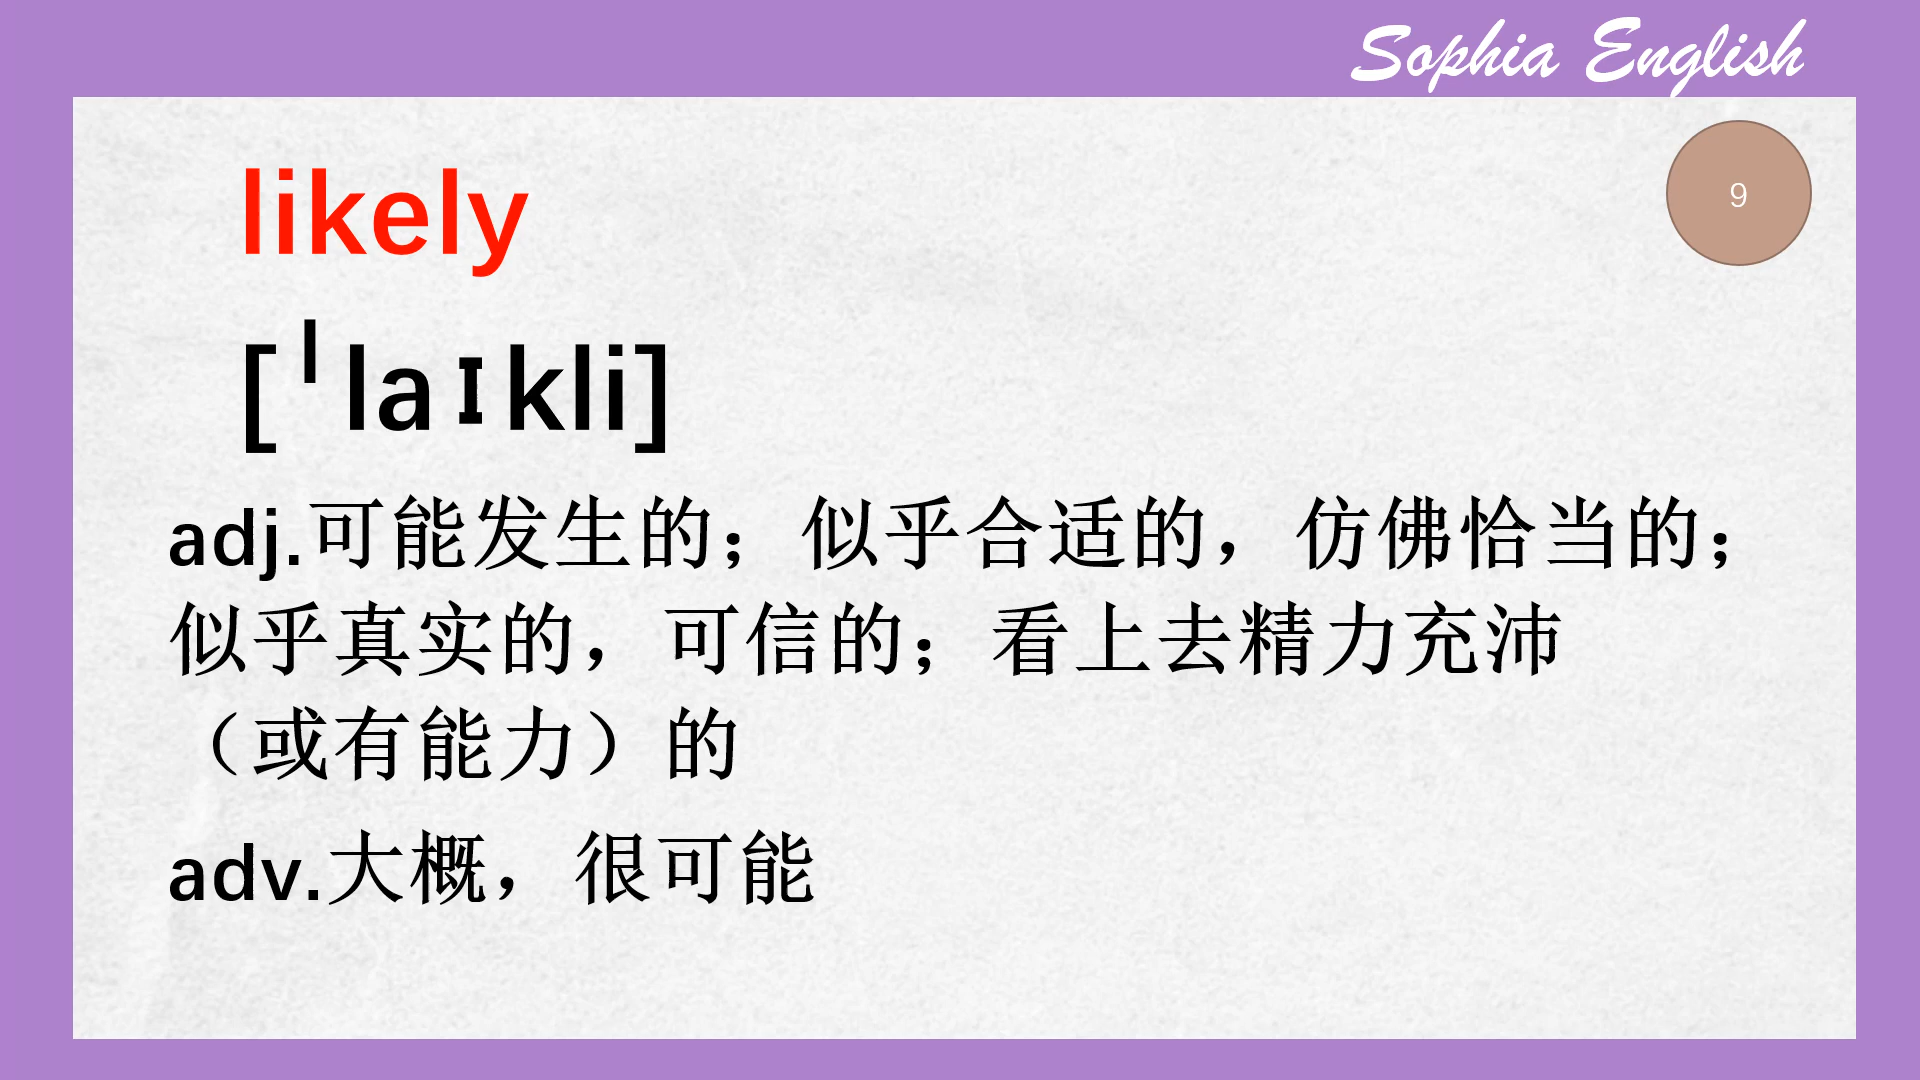 Sophia English
9
likely
[ˈlaɪkli]
adj.可能发生的；似乎合适的，仿佛恰当的；
似乎真实的，可信的；看上去精力充沛
（或有能力）的
adv.大概，很可能